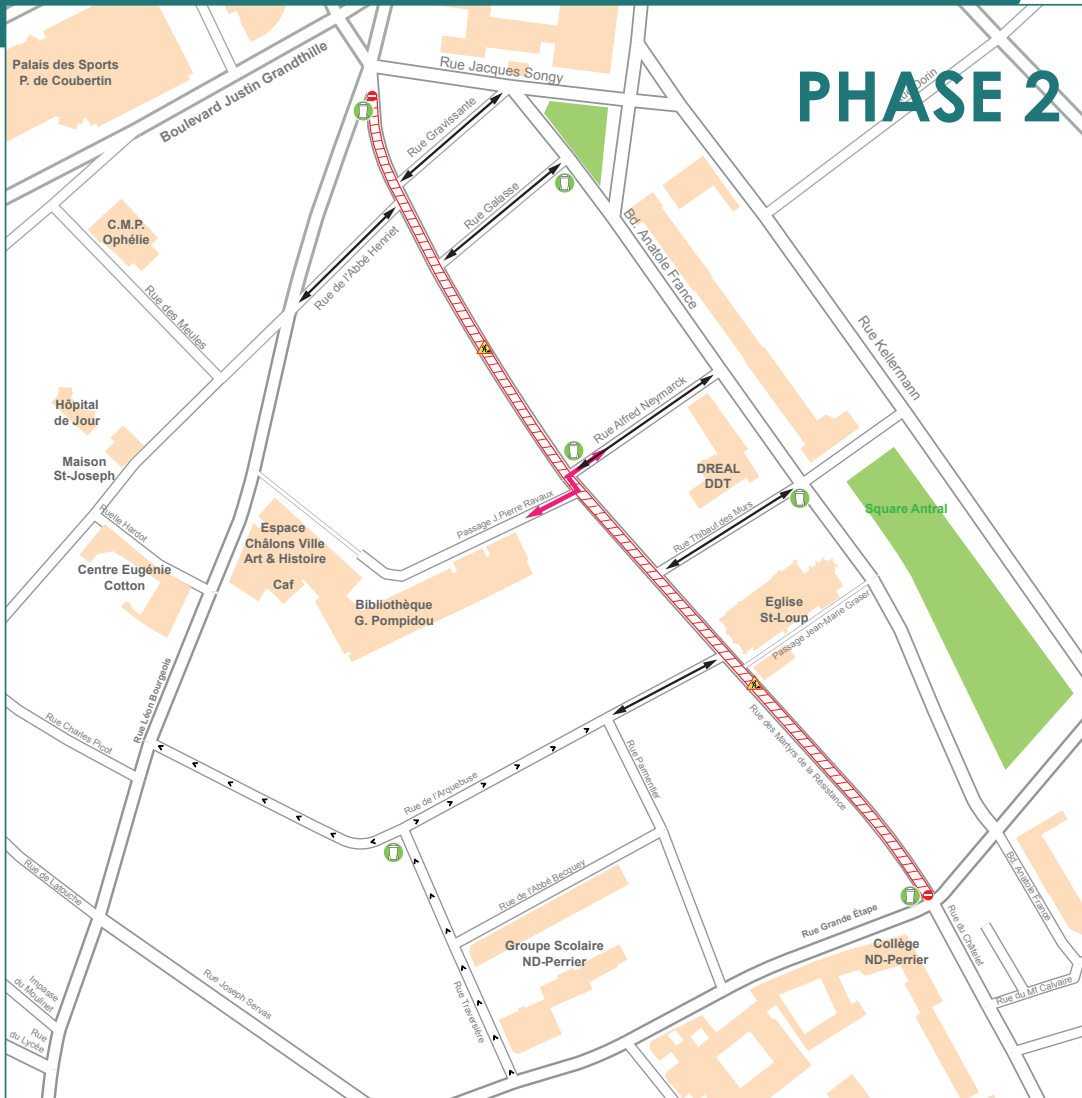 PHASE 2
Palais des Sports
P. de Coubertin
Boulevard Justin Grandthille
Rue Jacques Songy
Rue Gravissante
Rue Galasse
C.M.P.
Ophélie
Rue de l'Abbé Henriet
Bd. Anatole France
Rue des Meules
Rue Kellermann
Hôpital
de Jour
Rue Alfred Neymarck
Maison
St-Joseph
DREAL
DDT
Passage J.Pierre Ravaux
Square Antral
Ruelle Hardot
Espace
Châlons Ville
Art & Histoire
Caf
Rue Thibaut des Murs
Centre Eugénie
Cotton
Bibliothèque
G. Pompidou
Eglise
St-Loup
Passage Jean-Marie Graser
Rue Léon Bourgeois
Rue Charles Picot
Rue des Martyrs de la Résistance
Rue Parmentier
Rue de l'Arquebuse
Rue de Latouche
Rue de l'Abbé Becquey
Bd Anatole France
Rue Grande Étape
Rue du Châtelet
Groupe Scolaire
ND-Perrier
Collège
ND-Perrier
Rue Joseph Servas
Rue Traversière
Impasse
du Moulinet
Rue du Mt Calvaire
Rue
du Lycée